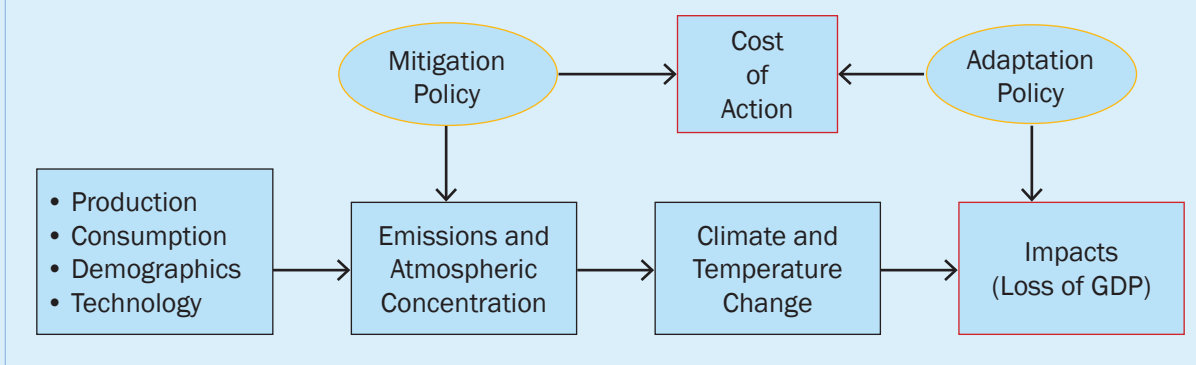 Mitigation
Policy
Cost
of
Action
Adaptation
Policy
• Production
• Consumption
• Demographics
• Technology
Emissions and
Atmospheric
Concentration
Climate and
Temperature
Change
Impacts
(Loss of GDP)